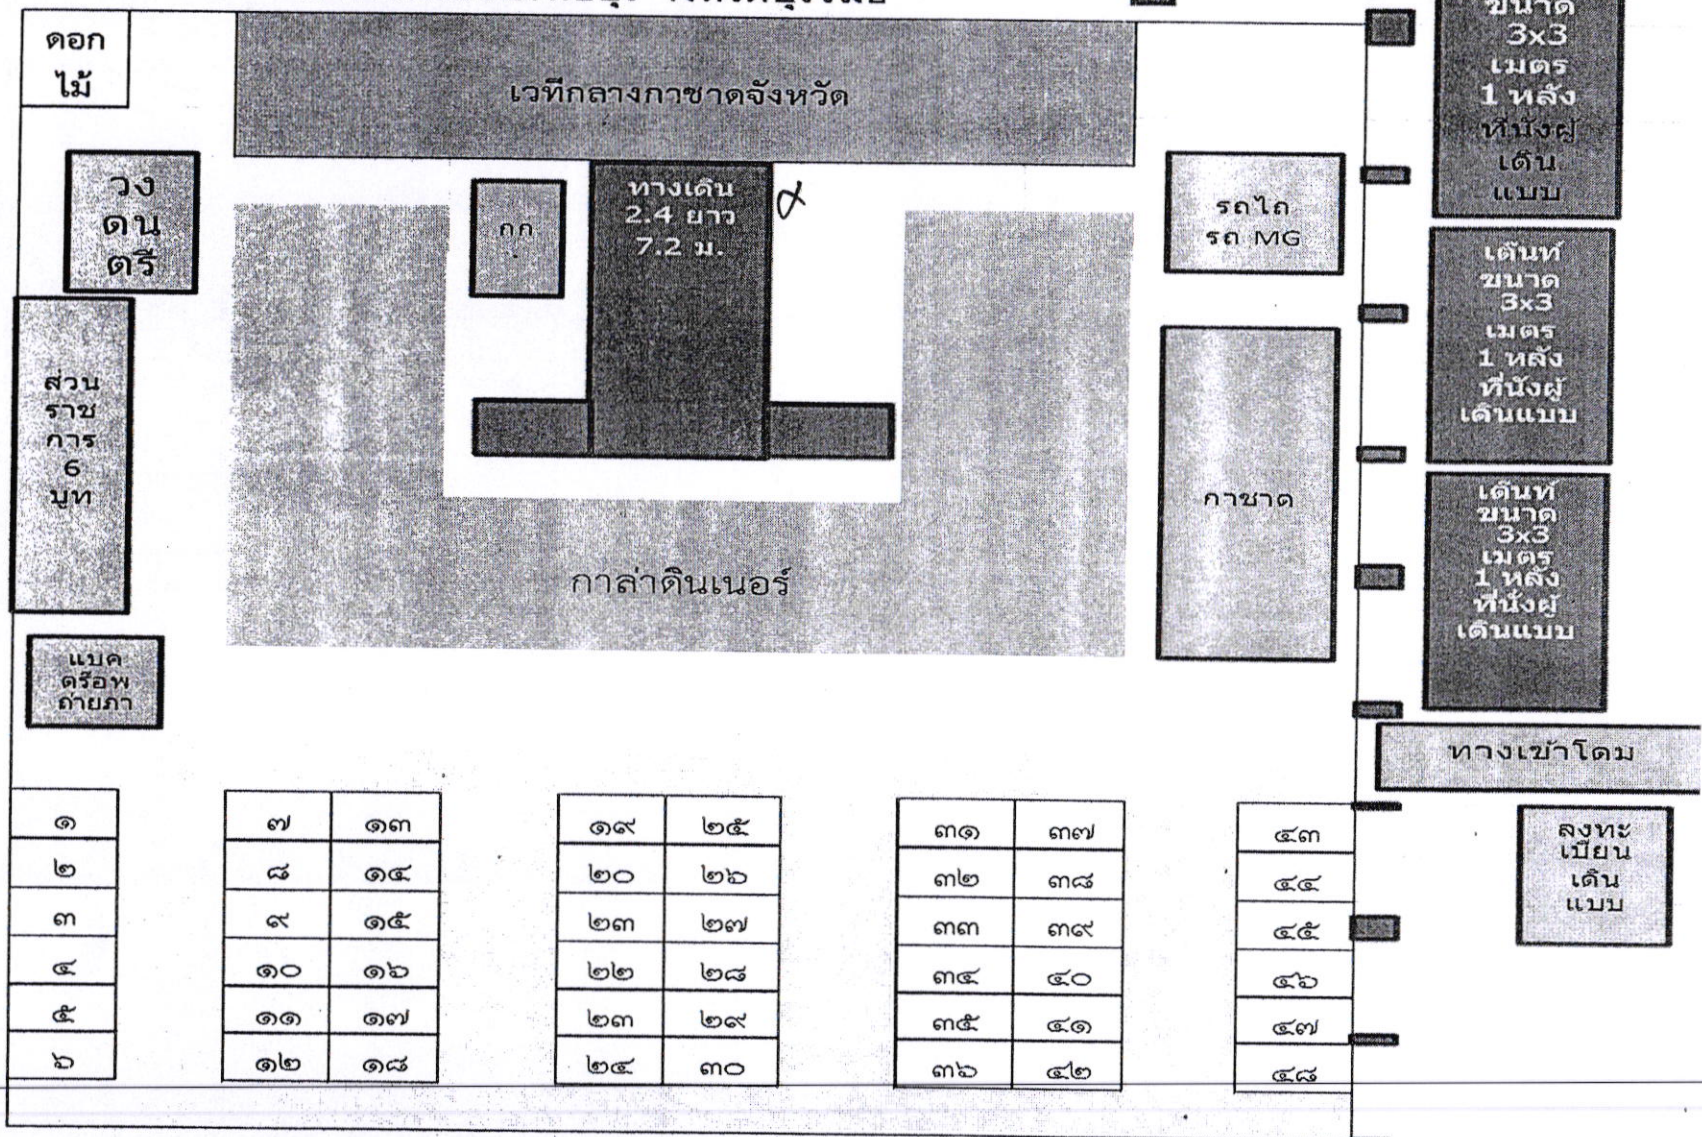 ดอก
ไม้
เวทีกลางกาชาดจังหวัด
วง
ดน
ตรี
กก
ทางเดิน
2.4 ยาว
7.2 ม.
รถไถ
รถ MG
ขนาด
3x3
เมตร
1 หลัง
ที่นั่งผู้
เดิน
แบบ
เต็นท์
ขนาด
3x3
เมตร
1 หลัง
ที่นั่งผู้
เดินแบบ
ส่วน
ราช
การ
6
บูท
กาชาด
เต็นท์
ขนาด
3x3
เมตร
1 หลัง
ที่นั่งผู้
เดินแบบ
กาล่าดินเนอร์
แบค
ดร๊อพ
ถ่ายภา
ทางเข้าโดม
ลงทะ
เบียน
เดิน
แบบ
๑ ๗ ๑๓ ๑๙ ๒๕ ๓๑ ๓๗ ๔๓
๒ ๘ ๑๔ ๒๐ ๒๖ ๓๒ ๓๘ ๔๔
๓ ๙ ๑๕ ๒๓ ๒๗ ๓๓ ๓๙ ๔๕
๔ ๑๐ ๑๖ ๒๒ ๒๘ ๓๔ ๔๐ ๔๖
๕ ๑๑ ๑๗ ๒๓ ๒๙ ๓๕ ๔๑ ๔๗
๖ ๑๒ ๑๘ ๒๔ ๓๐ ๓๖ ๔๒ ๔๘